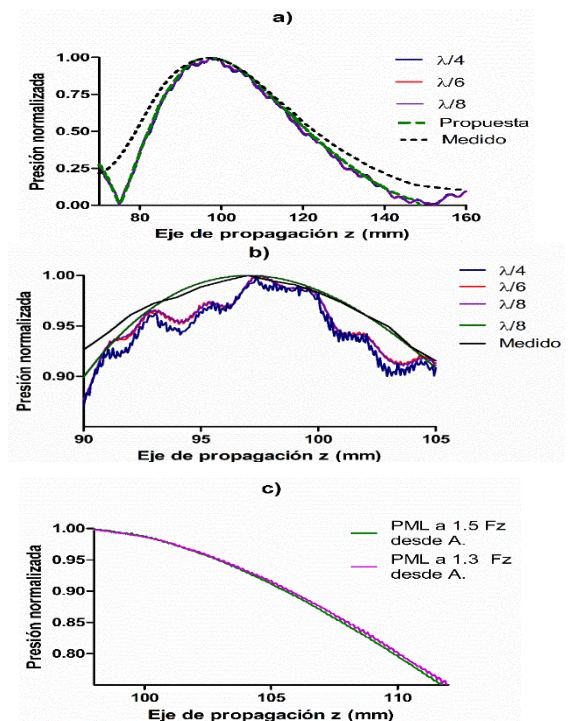 a)
1.00
0.75
0.50
0.25
0.00
Presión normalizada
80
100
120
140
160
Eje de propagación z (mm)
λ/4
λ/6
λ/8
Propuesta
Medido
b)
1.00
0.95
0.90
Presión normalizada
90
95
100
105
Eje de propagación z (mm)
λ/4
λ/6
λ/8
λ/8
Medido
c)
1.00
0.95
0.90
0.85
0.80
Presión normalizada
100
105
110
Eje de propagación z (mm)
PML a 1.5 Fz
desde A.
PML a 1.3 Fz
desde A.